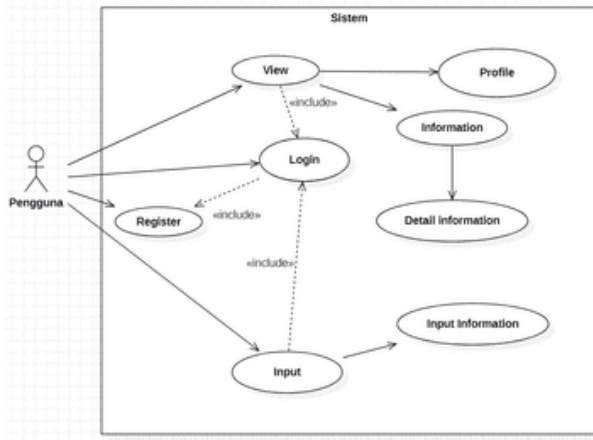 Sistem
View
Profile
«include»
Information
Login
Pengguna
Register
«include»
Detail information
«include»
Input Information
Input